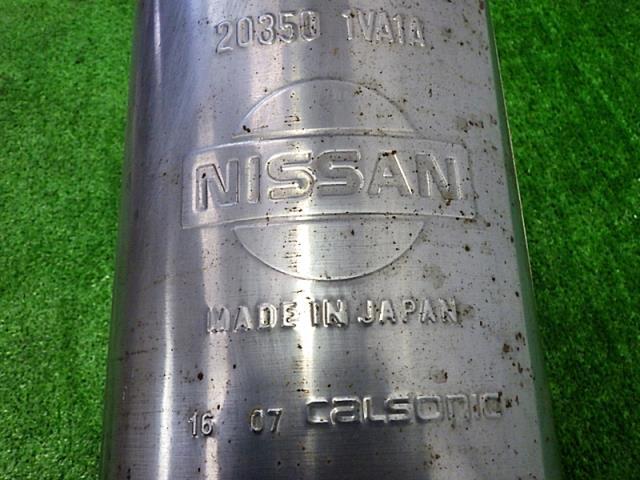 20350 1VA1A
NISSAN
MADE IN JAPAN
16 07 calsonic